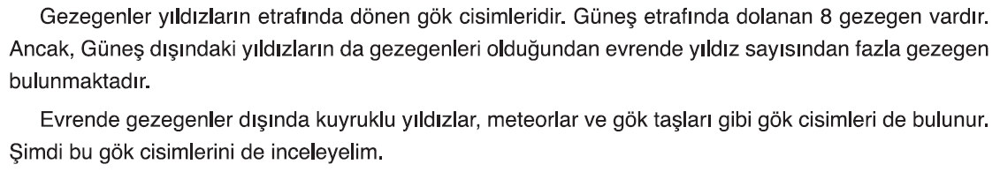 Gezegenler yıldızların etrafında dönen gök cisimleridir. Güneş etrafında dolanan 8 gezegen vardır.
Ancak, Güneş dışındaki yıldızların da gezegenleri olduğundan evrende yıldız sayısından fazla gezegen
bulunmaktadır.
Evrende gezegenler dışında kuyruklu yıldızlar, meteorlar ve gök taşları gibi gök cisimleri de bulunur.
Şimdi bu gök cisimlerini de inceleyelim.